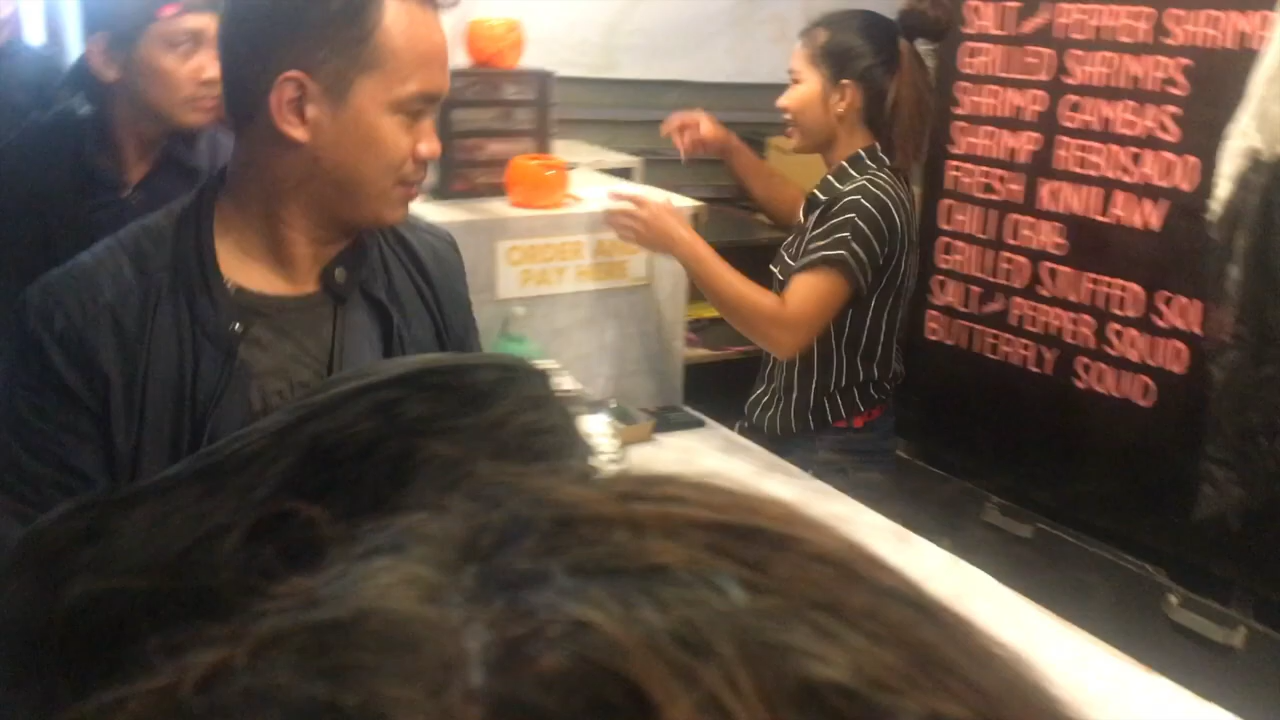 SALT & PEPPER SHRIMP
GRILLED SHRIMPS
SHRIMP GAMBAS
SHRIMP REBOSADO
FRESH KINILAW
CHILI CRAB
GRILLED STUFFED SQU
SALT & PEPPER SQUID
BUTTERFLY SQUID
ORDER AND
PAY HERE